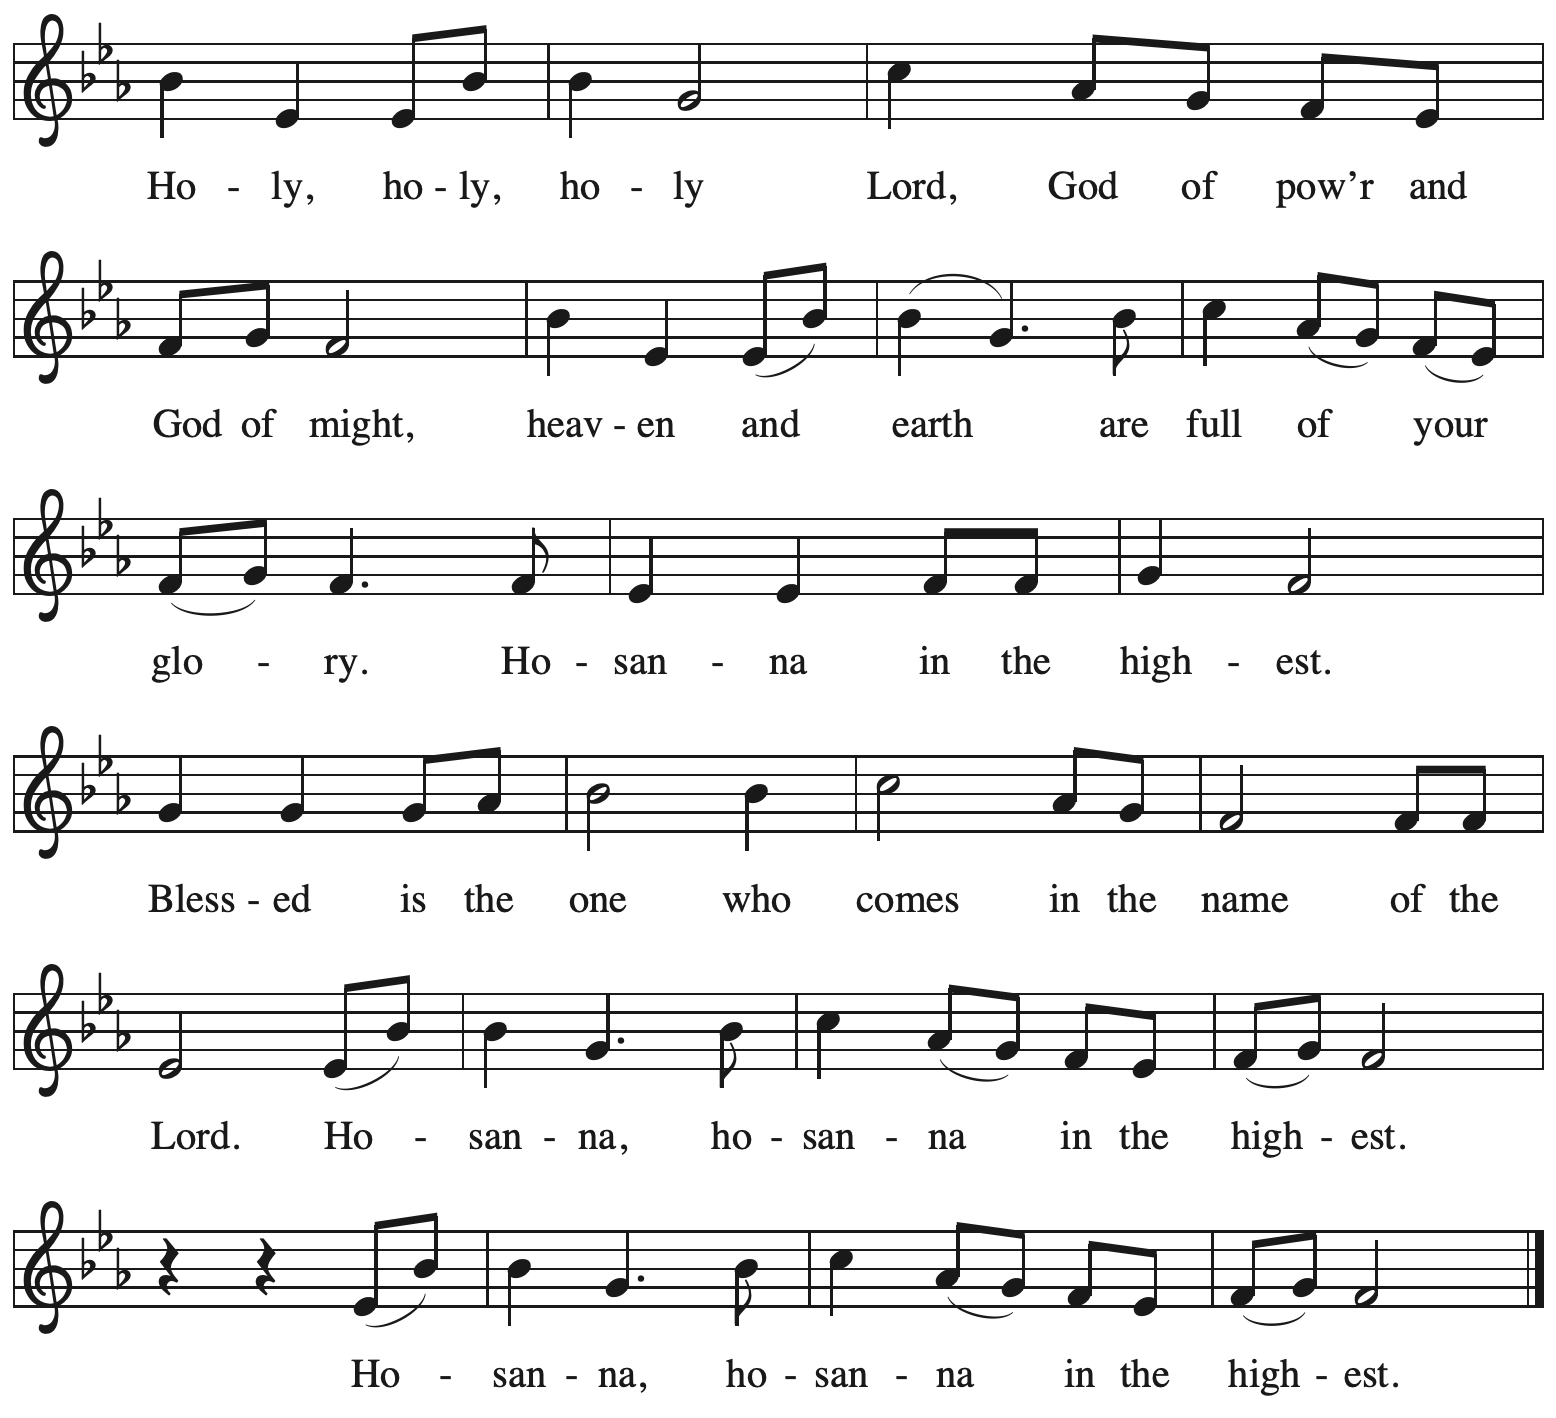 Ho - ly, ho - ly, ho - ly Lord, God of pow’r and
God of might, heav - en and earth are full of your
glo - ry. Ho - san - na in the high - est.
Bless - ed is the one who comes in the name of the
Lord. Ho - san - na, ho - san - na in the high - est.
Ho - san - na, ho - san - na in the high - est.